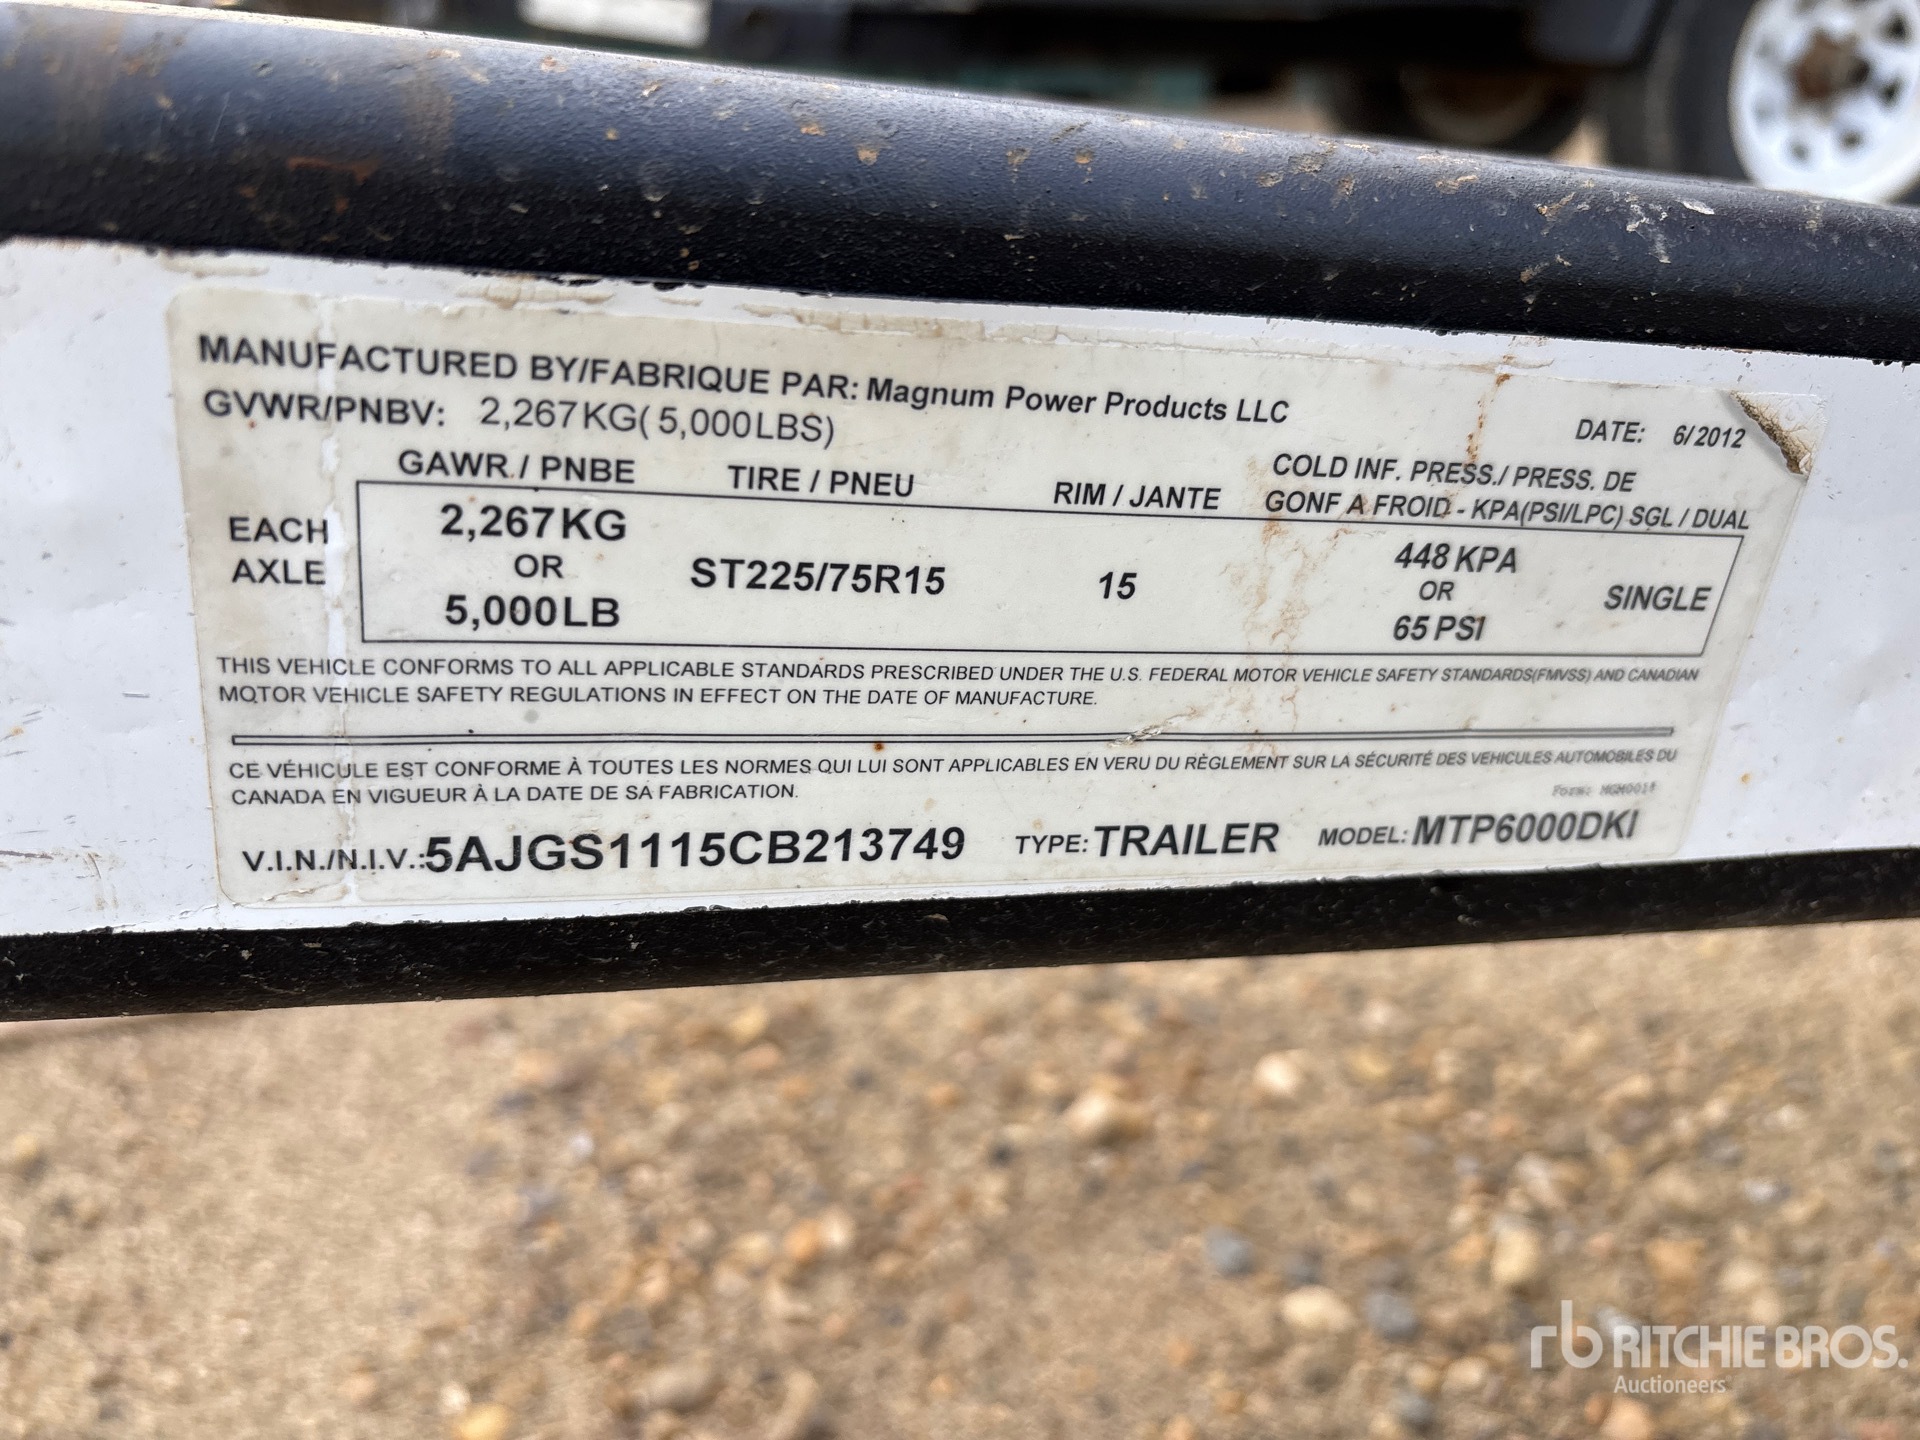 MANUFACTURED BY/FABRIQUE PAR: Magnum Power Products LLC
GVWR/PNBV: 2,267KG( 5,000LBS)
DATE: 6/2012
GAWR / PNBE TIRE / PNEU RIM / JANTE COLD INF. PRESS./ PRESS. DE
GONF A FROID - KPA(PSI/LPC) SGL / DUAL
EACH AXLE
2,267KG
OR
5,000LB
ST225/75R15
15
448 KPA
OR
65 PSI
SINGLE
THIS VEHICLE CONFORMS TO ALL APPLICABLE STANDARDS PRESCRIBED UNDER THE U.S. FEDERAL MOTOR VEHICLE SAFETY STANDARDS(FMVSS) AND CANADIAN
MOTOR VEHICLE SAFETY REGULATIONS IN EFFECT ON THE DATE OF MANUFACTURE.
CE VÉHICULE EST CONFORME À TOUTES LES NORMES QUI LUI SONT APPLICABLES EN VERU DU RÈGLEMENT SUR LA SÉCURITÉ DES VEHICULES AUTOMOBILES DU
CANADA EN VIGUEUR À LA DATE DE SA FABRICATION.
Form: MGM0015
V.I.N./N.I.V.:5AJGS1115CB213749 TYPE: TRAILER MODEL: MTP6000DKI
rb RITCHIE BROS.
Auctioneers